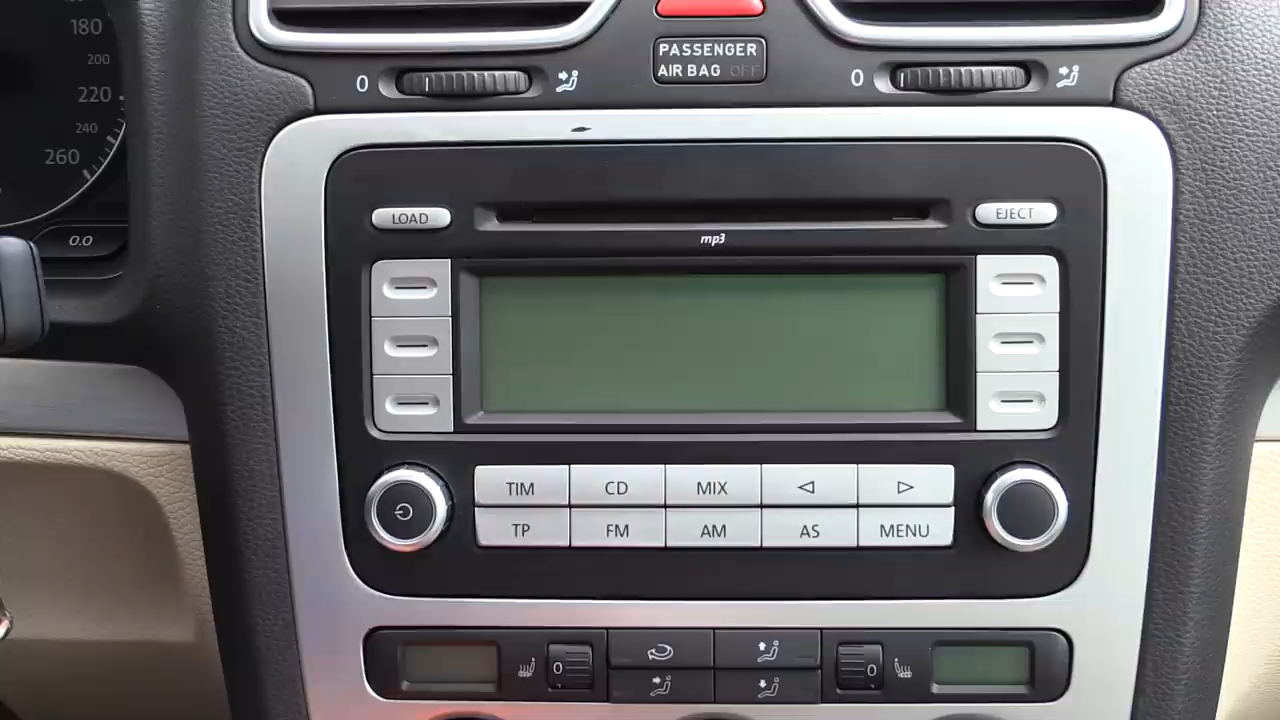 180
200
220
240
260
0.0
0
PASSENGER
AIR BAG OFF
0
LOAD
EJECT
mp3
TIM CD MIX
TP FM AM AS MENU
0
0